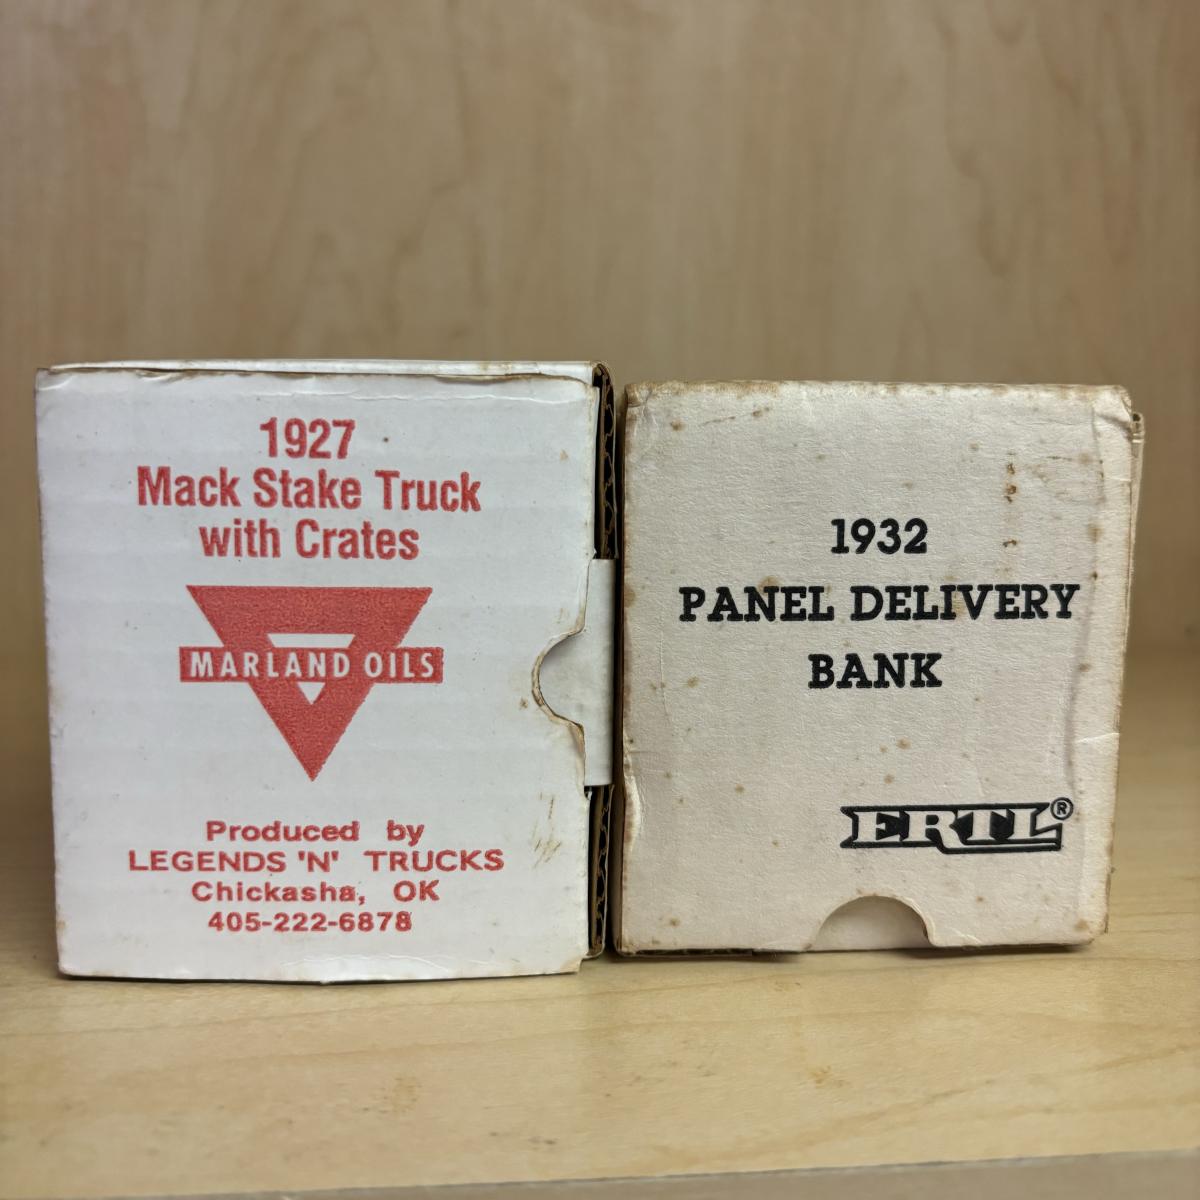 1927
Mack Stake Truck
with Crates
MARLAND OILS
Produced by
LEGENDS 'N' TRUCKS
Chickasha, OK
405-222-6878
1932
PANEL DELIVERY
BANK
ERTL®